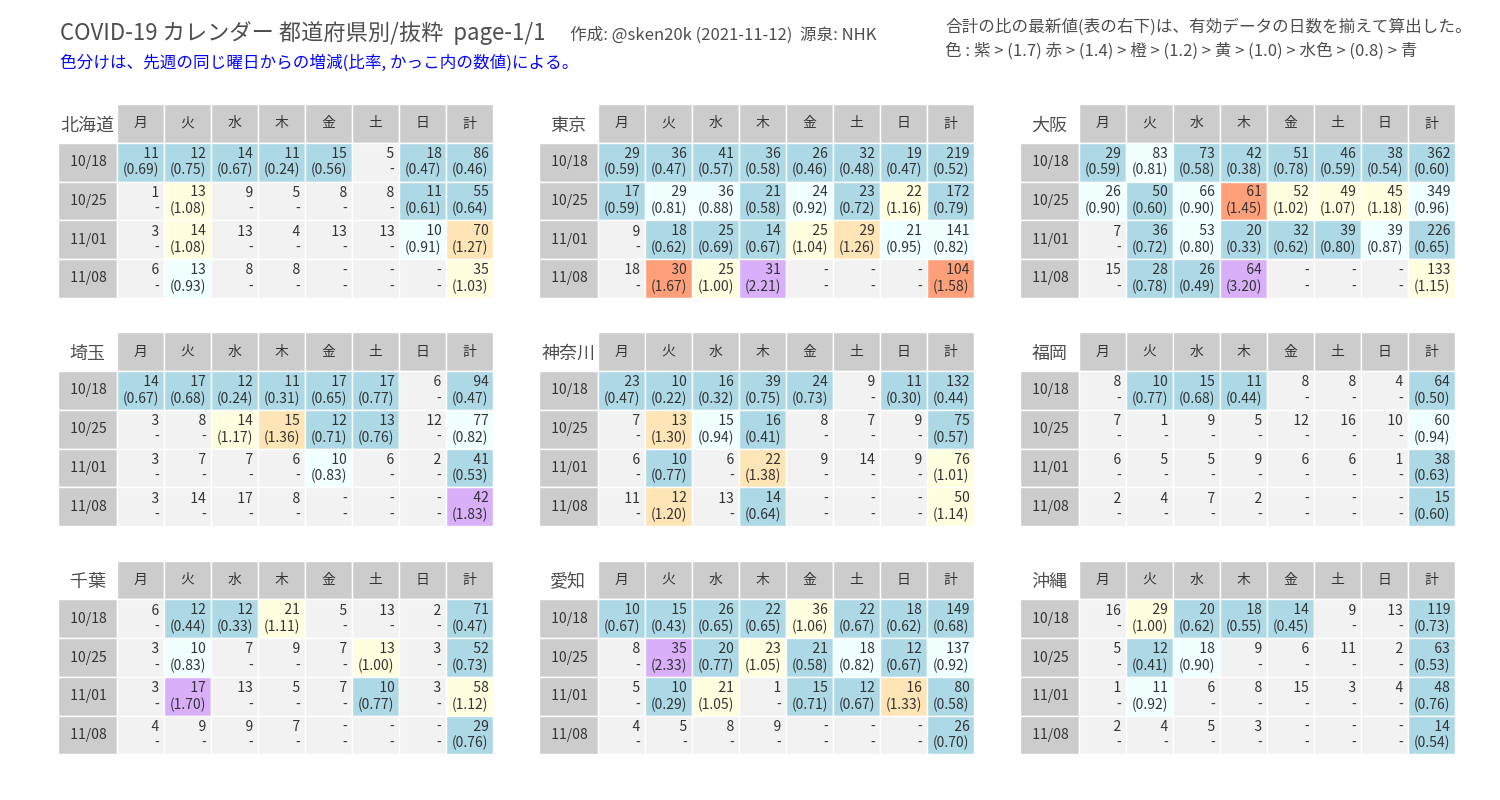 COVID-19 カレンダー 都道府県別/抜粋 page-1/1 作成: @sken20k (2021-11-12) 源泉: NHK
合計の比の最新値(表の右下)は、有効データの日数を揃えて算出した。
色分けは、先週の同じ曜日からの増減(比率, かっこ内の数値)による。
色 : 紫 > (1.7) 赤 > (1.4) > 橙 > (1.2) > 黄 > (1.0) > 水色 > (0.8) > 青
北海道 月 火 水 木 金 土 日 計
10/18 11 12 14 11 15 5 18 86
(0.69) (0.75) (0.67) (0.24) (0.56) - (0.47) (0.46)
10/25 1 13 9 5 8 8 11 55
- (1.08) - - - - (0.61) (0.64)
11/01 3 14 13 4 13 13 10 70
- (1.08) - - - - (0.91) (1.27)
11/08 6 13 8 8 - - - 35
- (0.93) - - - - - (1.03)
東京 月 火 水 木 金 土 日 計
10/18 29 36 41 36 26 32 19 219
(0.59) (0.47) (0.57) (0.58) (0.46) (0.48) (0.47) (0.52)
10/25 17 29 36 21 24 23 22 172
(0.59) (0.81) (0.88) (0.58) (0.92) (0.72) (1.16) (0.79)
11/01 9 18 25 14 25 29 21 141
- (0.62) (0.69) (0.67) (1.04) (1.26) (0.95) (0.82)
11/08 18 30 25 31 - - - 104
- (1.67) (1.00) (2.21) - - - (1.58)
大阪 月 火 水 木 金 土 日 計
10/18 29 83 73 42 51 46 38 362
(0.59) (0.81) (0.58) (0.38) (0.78) (0.59) (0.54) (0.60)
10/25 26 50 66 61 52 49 45 349
(0.90) (0.60) (0.90) (1.45) (1.02) (1.07) (1.18) (0.96)
11/01 7 36 53 20 32 39 39 226
- (0.72) (0.80) (0.33) (0.62) (0.80) (0.87) (0.65)
11/08 15 28 26 64 - - - 133
- (0.78) (0.49) (3.20) - - - (1.15)
埼玉 月 火 水 木 金 土 日 計
10/18 14 17 12 11 17 17 6 94
(0.67) (0.68) (0.24) (0.31) (0.65) (0.77) - (0.47)
10/25 3 8 14 15 12 13 12 77
- - (1.17) (1.36) (0.71) (0.76) - (0.82)
11/01 3 7 7 6 10 6 2 41
- - - - (0.83) - - (0.53)
11/08 3 14 17 8 - - - 42
- - - - - - - (1.83)
神奈川 月 火 水 木 金 土 日 計
10/18 23 10 16 39 24 9 11 132
(0.47) (0.22) (0.32) (0.75) (0.73) - (0.30) (0.44)
10/25 7 13 15 16 8 7 9 75
- (1.30) (0.94) (0.41) - - - (0.57)
11/01 6 10 6 22 9 14 9 76
- (0.77) - (1.38) - - - (1.01)
11/08 11 12 13 14 - - - 50
- (1.20) - (0.64) - - - (1.14)
福岡 月 火 水 木 金 土 日 計
10/18 8 10 15 11 8 8 4 64
- (0.77) (0.68) (0.44) - - - (0.50)
10/25 7 1 9 5 12 16 10 60
- - - - - - - (0.94)
11/01 6 5 5 9 6 6 1 38
- - - - - - - (0.63)
11/08 2 4 7 2 - - - 15
- - - - - - - (0.60)
千葉 月 火 水 木 金 土 日 計
10/18 6 12 12 21 5 13 2 71
- (0.44) (0.33) (1.11) - - - (0.47)
10/25 3 10 7 9 7 13 3 52
- (0.83) - - - (1.00) - (0.73)
11/01 3 17 13 5 7 10 3 58
- (1.70) - - - (0.77) - (1.12)
11/08 4 9 9 7 - - - 29
- - - - - - - (0.76)
愛知 月 火 水 木 金 土 日 計
10/18 10 15 26 22 36 22 18 149
(0.67) (0.43) (0.65) (0.65) (1.06) (0.67) (0.62) (0.68)
10/25 8 35 20 23 21 18 12 137
- (2.33) (0.77) (1.05) (0.58) (0.82) (0.67) (0.92)
11/01 5 10 21 1 15 12 16 80
- (0.29) (1.05) - (0.71) (0.67) (1.33) (0.58)
11/08 4 5 8 9 - - - 26
- - - - - - - (0.70)
沖縄 月 火 水 木 金 土 日 計
10/18 16 29 20 18 14 9 13 119
- (1.00) (0.62) (0.55) (0.45) - - (0.73)
10/25 5 12 18 9 6 11 2 63
- (0.41) (0.90) - - - - (0.53)
11/01 1 11 6 8 15 3 4 48
- (0.92) - - - - - (0.76)
11/08 2 4 5 3 - - - 14
- - - - - - - (0.54)